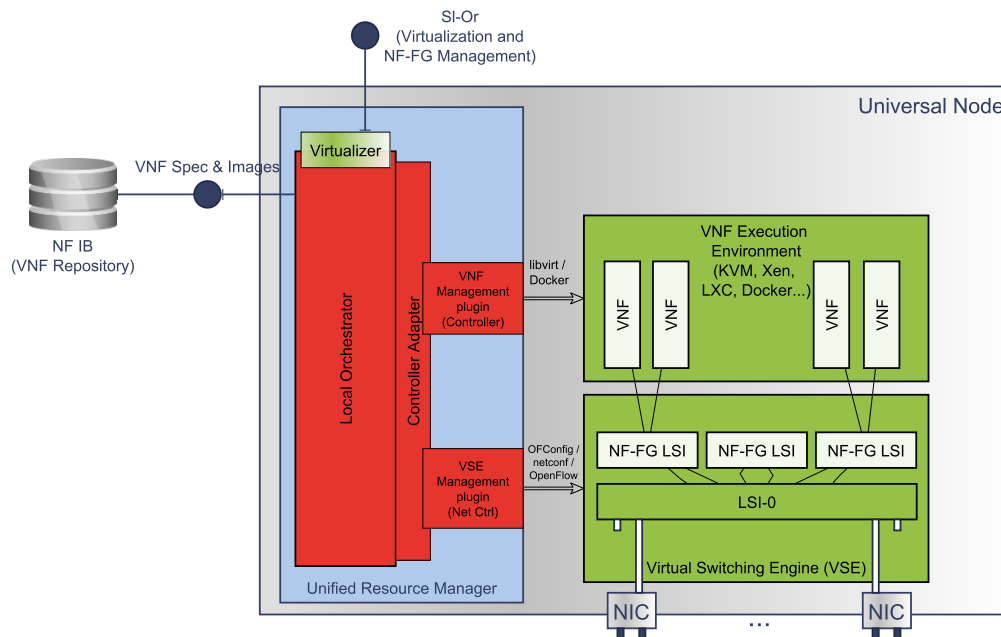 Sl-Or
(Virtualization and
NF-FG Management)
Universal Node
Virtualizer
VNF Spec & Images
NF IB
(VNF Repository)
Local Orchestrator
Controller Adapter
VNF
Management
plugin
(Controller)
libvirt /
Docker
VNF Execution
Environment
(KVM, Xen,
LXC, Docker...)
VNF
VNF
VNF
VNF
VSE
Management
plugin
(Net Ctrl)
OFConfig /
netconf /
OpenFlow
NF-FG LSI
NF-FG LSI
NF-FG LSI
LSI-0
Virtual Switching Engine (VSE)
Unified Resource Manager
NIC
...
NIC